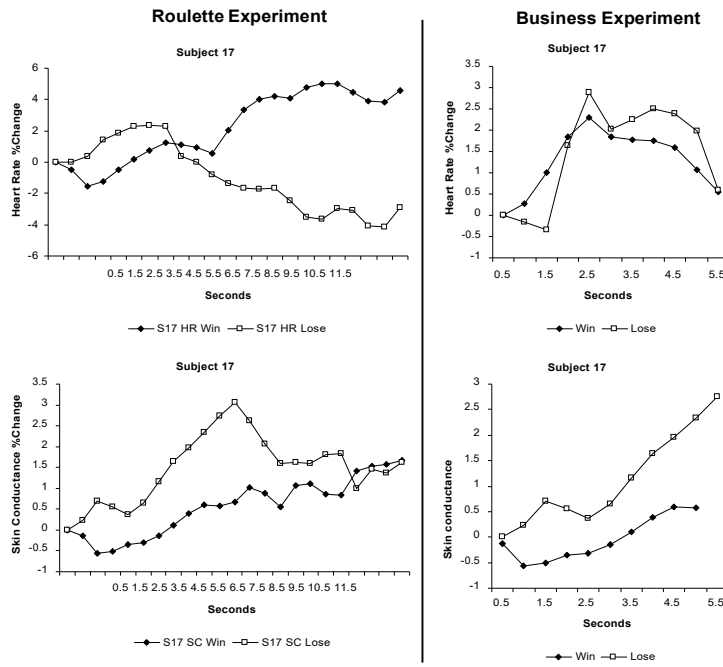 Roulette Experiment
Subject 17
Heart Rate %Change
6
4
2
0
-2
-4
-6
0.5 1.5 2.5 3.5 4.5 5.5 6.5 7.5 8.5 9.5 10.5 11.5
Seconds
S17 HR Win S17 HR Lose
Subject 17
Skin Conductance %Change
3.5
3
2.5
2
1.5
1
0.5
0
-0.5
-1
0.5 1.5 2.5 3.5 4.5 5.5 6.5 7.5 8.5 9.5 10.5 11.5
Seconds
S17 SC Win S17 SC Lose
Business Experiment
Subject 17
Heart Rate %Change
3.5
3
2.5
2
1.5
1
0.5
0
-0.5
-1
0.5 1.5 2.5 3.5 4.5 5.5
Seconds
Win Lose
Subject 17
Skin conductance
3
2.5
2
1.5
1
0.5
0
-0.5
-1
0.5 1.5 2.5 3.5 4.5 5.5
Seconds
Win Lose